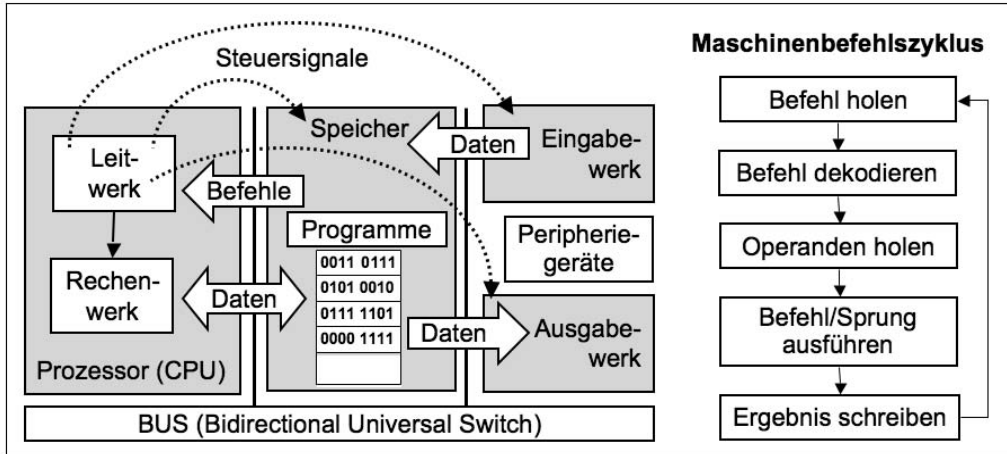 Steuersignale
Leit-
werk
Rechen-
werk
Prozessor (CPU)
Befehle
Daten
Speicher
Programme
0011 0111
0101 0010
0111 1101
0000 1111
Daten
Daten
Eingabe-
werk
Peripherie-
geräte
Ausgabe-
werk
BUS (Bidirectional Universal Switch)
Maschinenbefehlszyklus
Befehl holen
Befehl dekodieren
Operanden holen
Befehl/Sprung
ausführen
Ergebnis schreiben